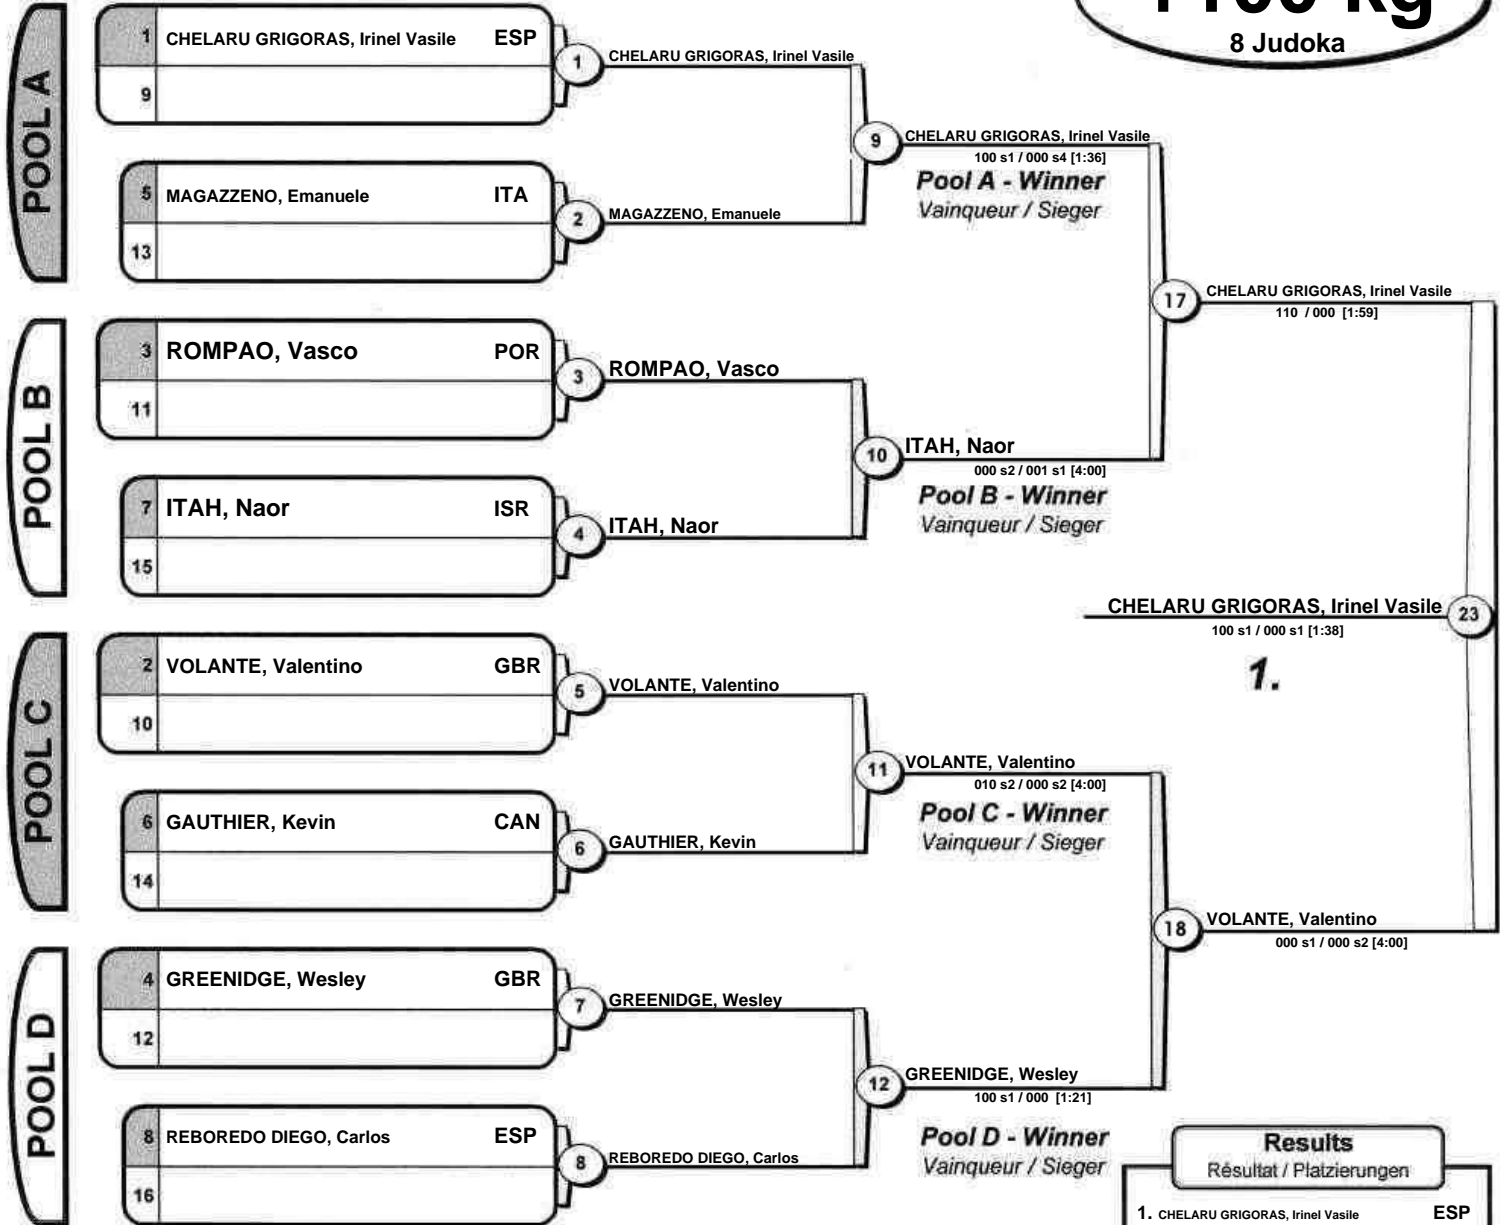 8 Judoka
POOL A
1 CHELARU GRIGORAS, Irinel Vasile ESP
9
1
CHELARU GRIGORAS, Irinel Vasile
5 MAGAZZENO, Emanuele ITA
13
2
MAGAZZENO, Emanuele
9
CHELARU GRIGORAS, Irinel Vasile
100 s1 / 000 s4 [1:36]
Pool A - Winner
Vainqueur / Sieger
POOL B
3 ROMPAO, Vasco POR
11
3
ROMPAO, Vasco
7 ITAH, Naor ISR
15
4
ITAH, Naor
10
ITAH, Naor
000 s2 / 001 s1 [4:00]
Pool B - Winner
Vainqueur / Sieger
17
CHELARU GRIGORAS, Irinel Vasile
110 / 000 [1:59]
CHELARU GRIGORAS, Irinel Vasile
23
100 s1 / 000 s1 [1:38]
1.
POOL C
2 VOLANTE, Valentino GBR
10
5
VOLANTE, Valentino
6 GAUTHIER, Kevin CAN
14
6
GAUTHIER, Kevin
11
VOLANTE, Valentino
010 s2 / 000 s2 [4:00]
Pool C - Winner
Vainqueur / Sieger
18
VOLANTE, Valentino
000 s1 / 000 s2 [4:00]
POOL D
4 GREENIDGE, Wesley GBR
12
7
GREENIDGE, Wesley
8 REBOREDO DIEGO, Carlos ESP
16
8
REBOREDO DIEGO, Carlos
12
GREENIDGE, Wesley
100 s1 / 000 [1:21]
Pool D - Winner
Vainqueur / Sieger
Results
Résultat / Platzierungen
1. CHELARU GRIGORAS, Irinel Vasile ESP